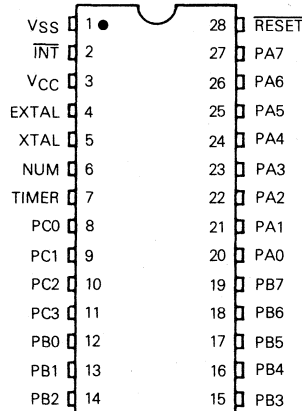 VSS 1 28 RESET
INT 2 27 PA7
VCC 3 26 PA6
EXTAL 4 25 PA5
XTAL 5 24 PA4
NUM 6 23 PA3
TIMER 7 22 PA2
PC0 8 21 PA1
PC1 9 20 PA0
PC2 10 19 PB7
PC3 11 18 PB6
PB0 12 17 PB5
PB1 13 16 PB4
PB2 14 15 PB3